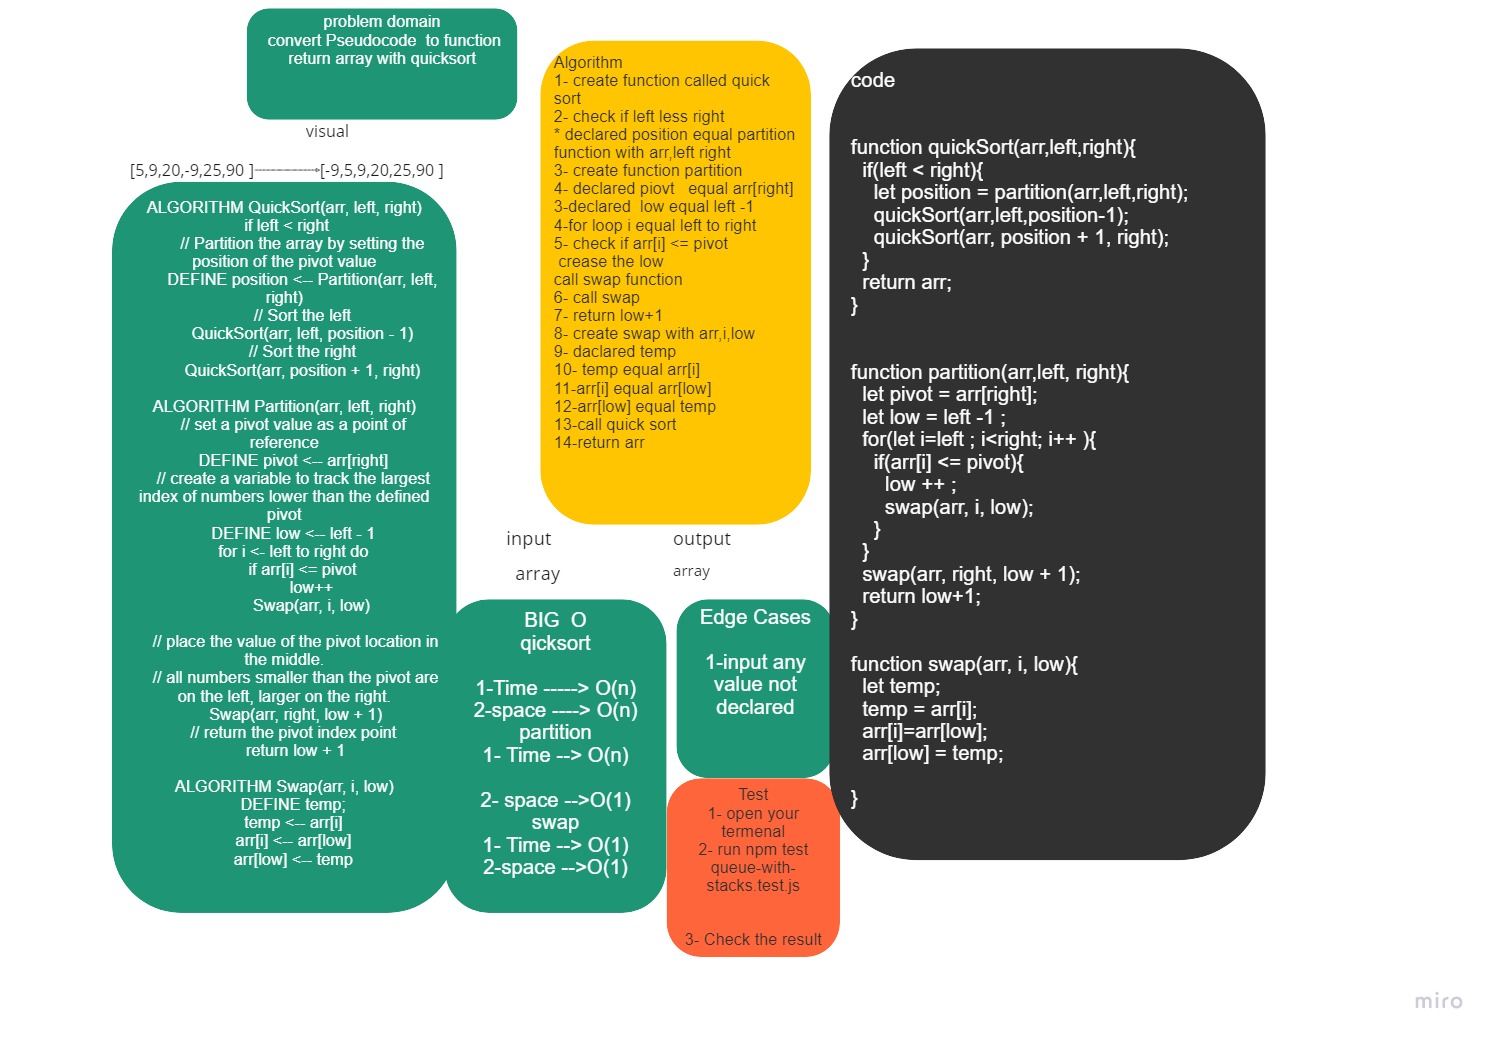 problem domain
convert Pseudocode  to function
return array with quicksort
visual
[5,9,20,-9,25,90 ]
[-9,5,9,20,25,90 ]
ALGORITHM QuickSort(arr, left, right)
if left < right
// Partition the array by setting the
position of the pivot value
DEFINE position <-- Partition(arr, left,
right)
// Sort the left
QuickSort(arr, left, position - 1)
// Sort the right
QuickSort(arr, position + 1, right)
ALGORITHM Partition(arr, left, right)
// set a pivot value as a point of
reference
DEFINE pivot <-- arr[right]
// create a variable to track the largest
index of numbers lower than the defined
pivot
DEFINE low <-- left - 1
for i <- left to right do
if arr[i] <= pivot
low++
Swap(arr, i, low)
// place the value of the pivot location in
the middle.
// all numbers smaller than the pivot are
on the left, larger on the right.
Swap(arr, right, low + 1)
// return the pivot index point
return low + 1
ALGORITHM Swap(arr, i, low)
DEFINE temp;
temp <-- arr[i]
arr[i] <-- arr[low]
arr[low] <-- temp
Algorithm
1- create function called quick
sort
2- check if left less right
* declared position equal partition
function with arr,left right
3- create function partition
4- declared piovt   equal arr[right]
3-declared  low equal left -1
4-for loop i equal left to right
5- check if arr[i] <= pivot
crease the low
call swap function
6- call swap
7- return low+1
8- create swap with arr,i,low
9- daclared temp
10- temp equal arr[i]
11-arr[i] equal arr[low]
12-arr[low] equal temp
13-call quick sort
14-return arr
input
output
array
array
BIG  O
qicksort
1-Time -----> O(n)
2-space ----> O(n)
partition
1- Time --> O(n)
2- space -->O(1)
swap
1- Time --> O(1)
2-space -->O(1)
Edge Cases
1-input any
value not
declared
Test
1- open your
termenal
2- run npm test
queue-with-
stacks.test.js
3- Check the result
code
function quickSort(arr,left,right){
if(left < right){
let position = partition(arr,left,right);
quickSort(arr,left,position-1);
quickSort(arr, position + 1, right);
}
return arr;
}
function partition(arr,left, right){
let pivot = arr[right];
let low = left -1 ;
for(let i=left ; i<right; i++ ){
if(arr[i] <= pivot){
low ++ ;
swap(arr, i, low);
}
}
swap(arr, right, low + 1);
return low+1;
}
function swap(arr, i, low){
let temp;
temp = arr[i];
arr[i]=arr[low];
arr[low] = temp;
}
miro